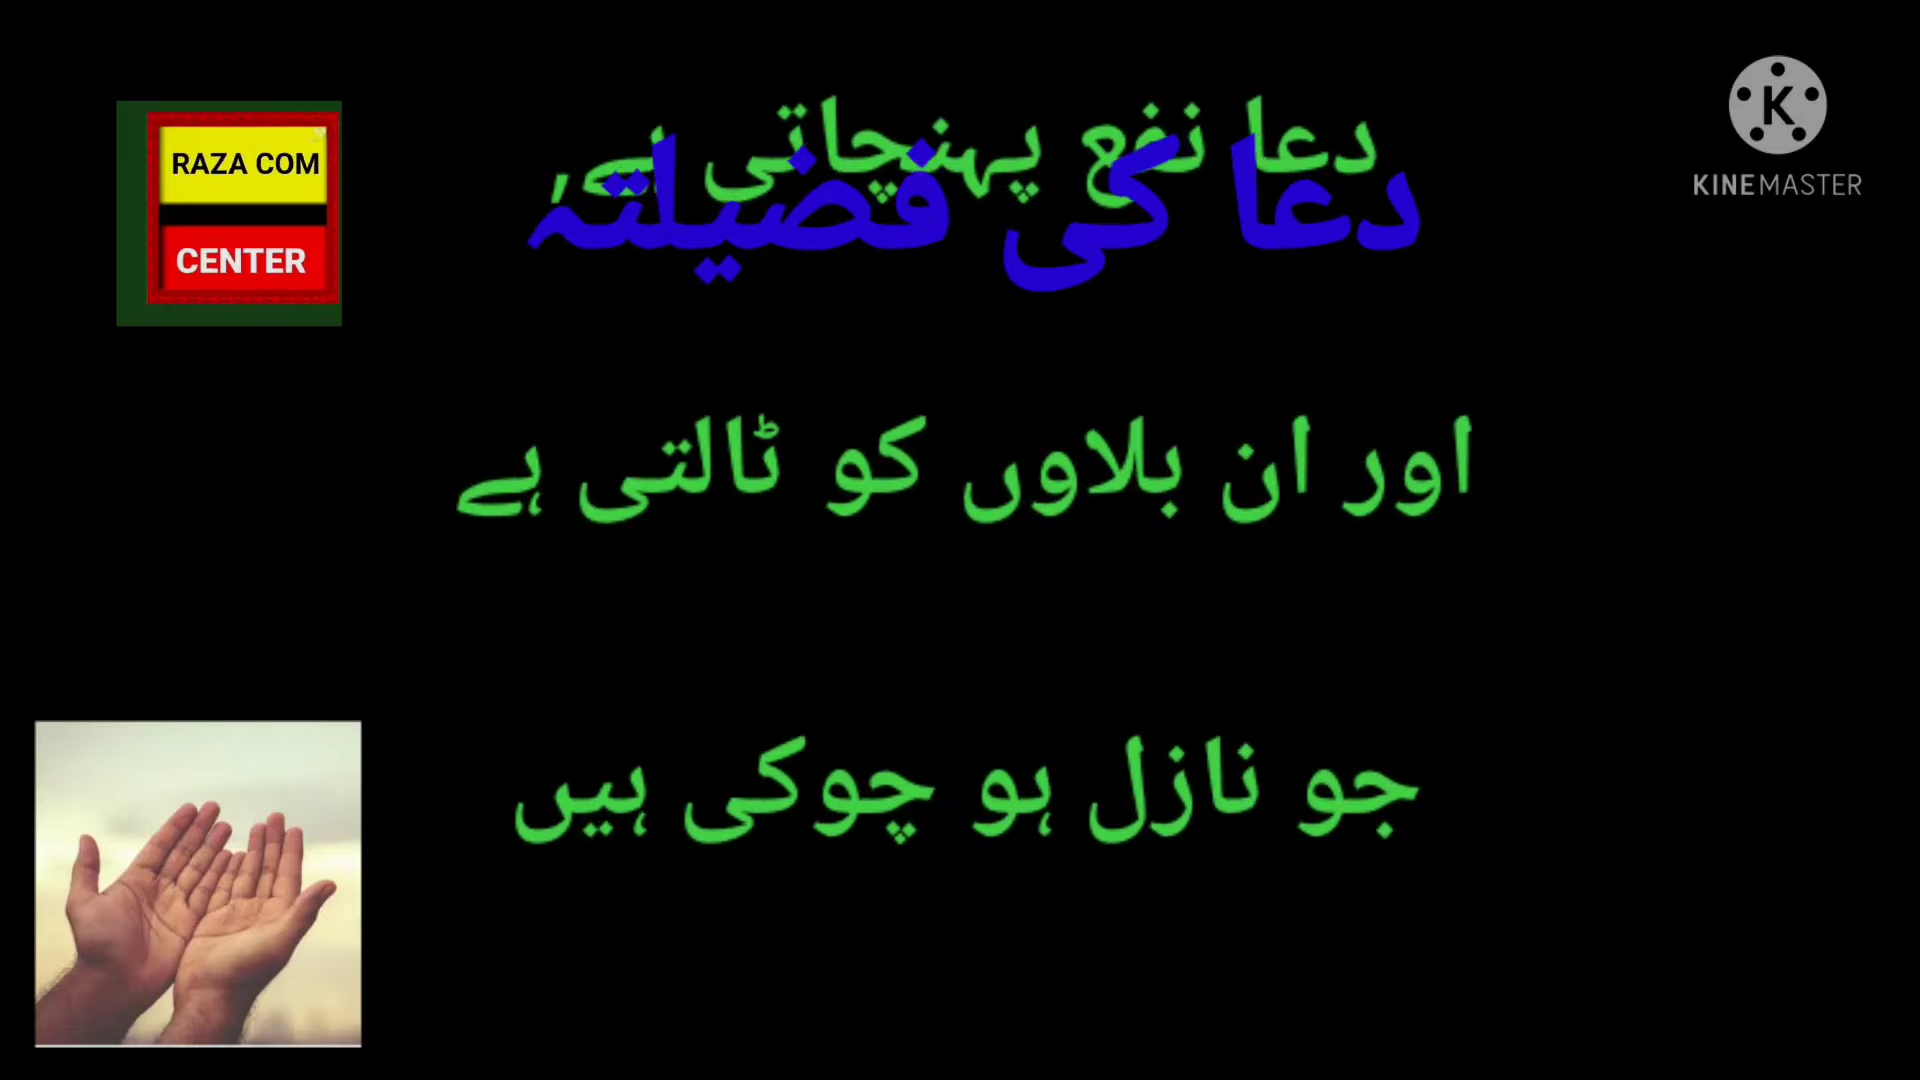 RAZA COM
CENTER
KINEMASTER
دعا نفع پہنچاتی ہے,
دعا کی فضیلتہ
اور ان بلاوں کو ٹالتی ہے
جو نازل ہو چوکی ہیں